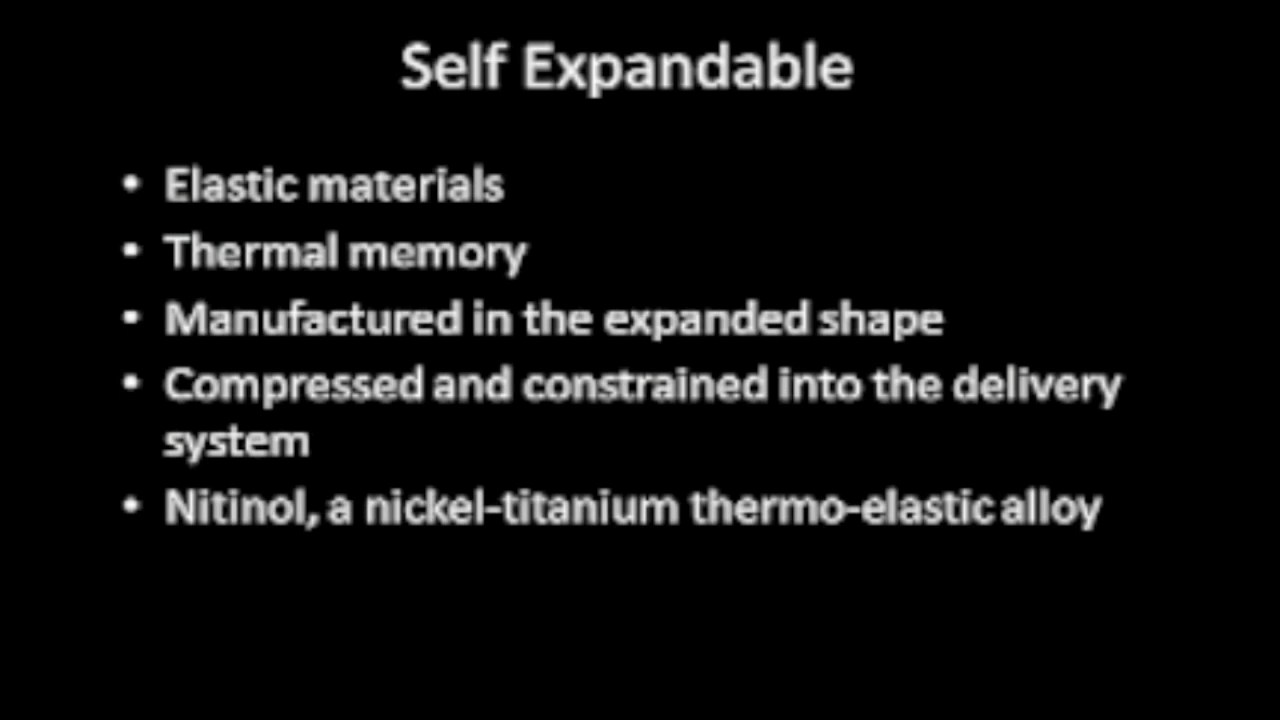 Self Expandable
• Elastic materials
• Thermal memory
• Manufactured in the expanded shape
• Compressed and constrained into the delivery
system
• Nitinol, a nickel-titanium thermo-elastic alloy